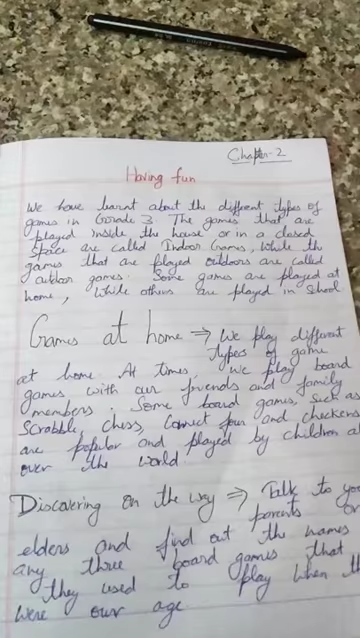 Chapter-2
Having fun
We have learnt about the different types of
games in Grade 3. The games that are
played inside the house or in a closed
space are called Indoor Games, While the
games that are played outdoors are called
outdoor games. Some games are played at
home, While others are played in School
Games at home ⇒ We play different
types of game
at home. At times, we play board
games with our friends and family
members. Some board games, such as
Scrabble, chess, Connect four and checkers
are popular and played by children al
over the world.
Discovering on the way ⇒ Talk to you
parents or
elders and find out the names
any three board games that
they used to play when th
were our age.